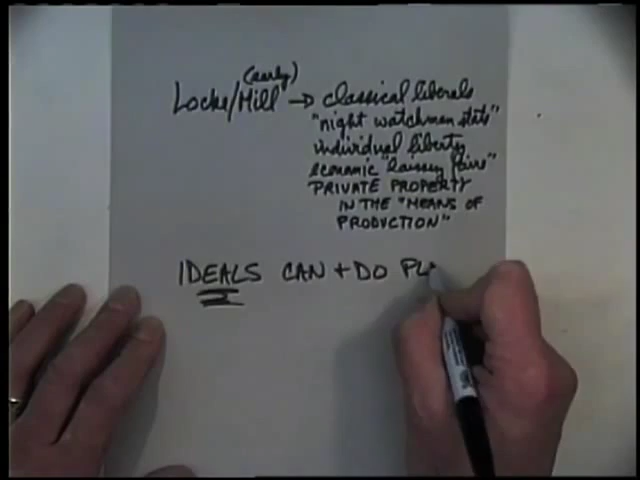 (early)
Locke/Mill → classical liberals
"night watchman state"
individual liberty
economic "laissez faire"
PRIVATE PROPERTY
IN THE "MEANS OF
PRODUCTION"
IDEALS CAN + DO PL